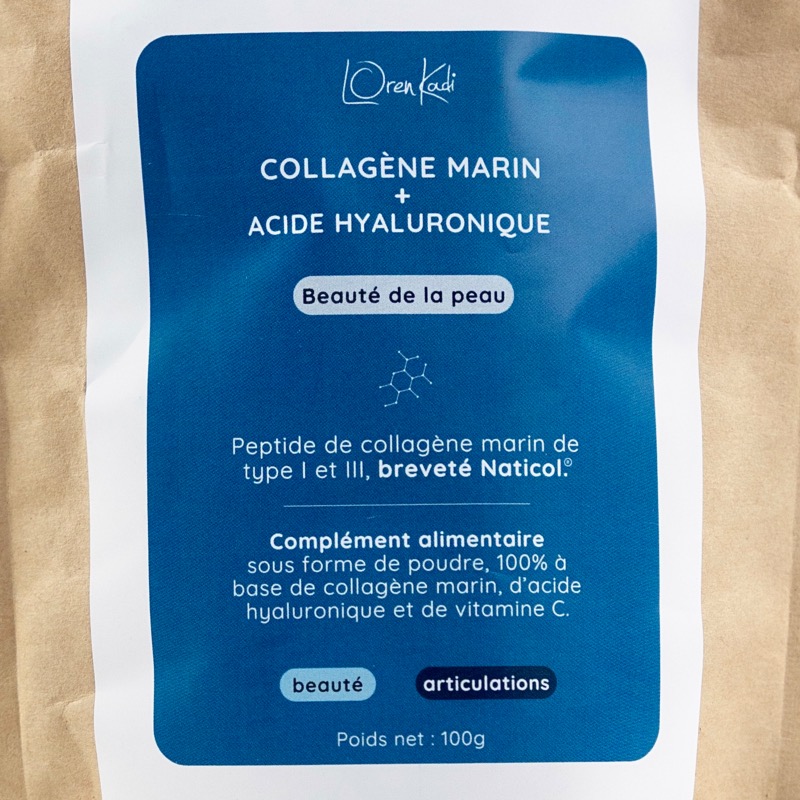 Loren Kadi
COLLAGÈNE MARIN
+
ACIDE HYALURONIQUE
Beauté de la peau
Peptide de collagène marin de
type I et III, breveté Naticol.®
Complément alimentaire
sous forme de poudre, 100% à
base de collagène marin, d'acide
hyaluronique et de vitamine C.
beauté
articulations
Poids net : 100g